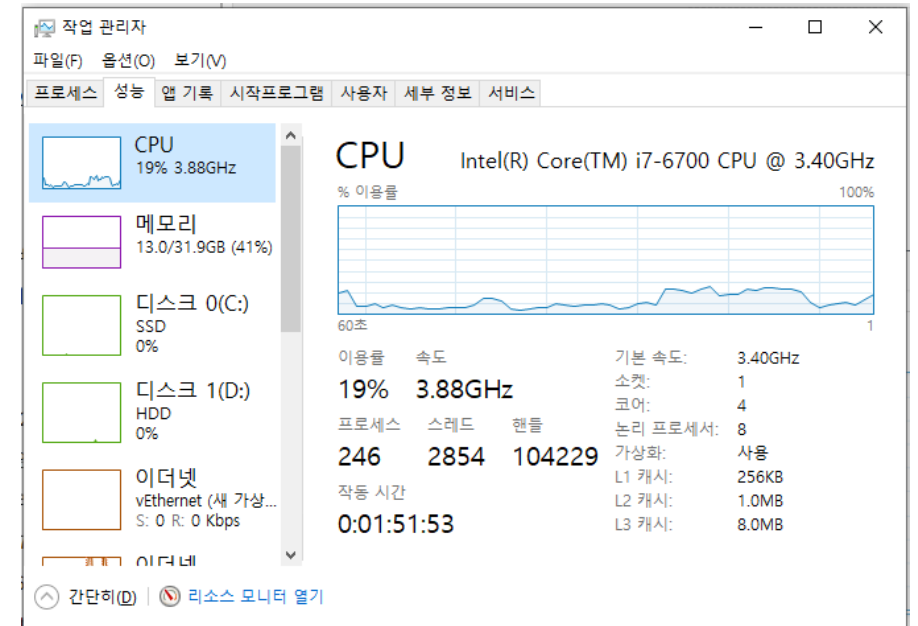 작업 관리자
파일(F) 옵션(O) 보기(V)
프로세스 성능 앱 기록 시작프로그램 사용자 세부 정보 서비스
CPU
19% 3.88GHz
메모리
13.0/31.9GB (41%)
디스크 0(C:)
SSD
0%
디스크 1(D:)
HDD
0%
이더넷
vEthernet (새 가상...
S: 0 R: 0 Kbps
이더넷
CPU Intel(R) Core(TM) i7-6700 CPU @ 3.40GHz
% 이용률 100%
60초 1
이용률 속도
19% 3.88GHz
프로세스 스레드 핸들
246 2854 104229
작동 시간
0:01:51:53
기본 속도: 3.40GHz
소켓: 1
코어: 4
논리 프로세서: 8
가상화: 사용
L1 캐시: 256KB
L2 캐시: 1.0MB
L3 캐시: 8.0MB
간단히(D) 리소스 모니터 열기